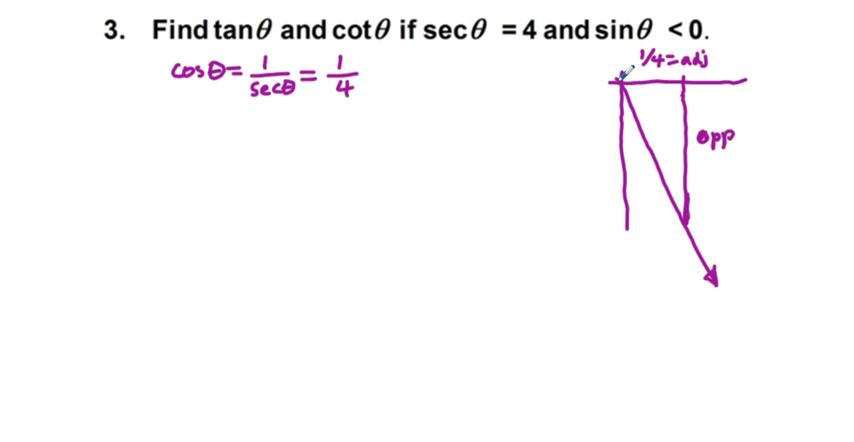 3. Find tanθ and cotθ if secθ = 4 and sinθ < 0.
cosθ = 1/secθ = 1/4
1/4 = adj
opp